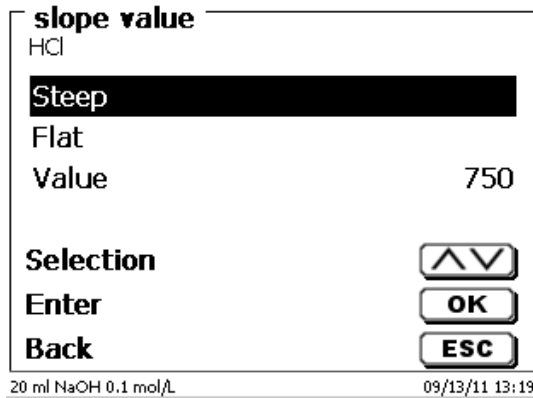 slope value
HCl
Steep
Flat
Value 750
Selection
Enter OK
Back ESC
20 ml NaOH 0.1 mol/L 09/13/11 13:19